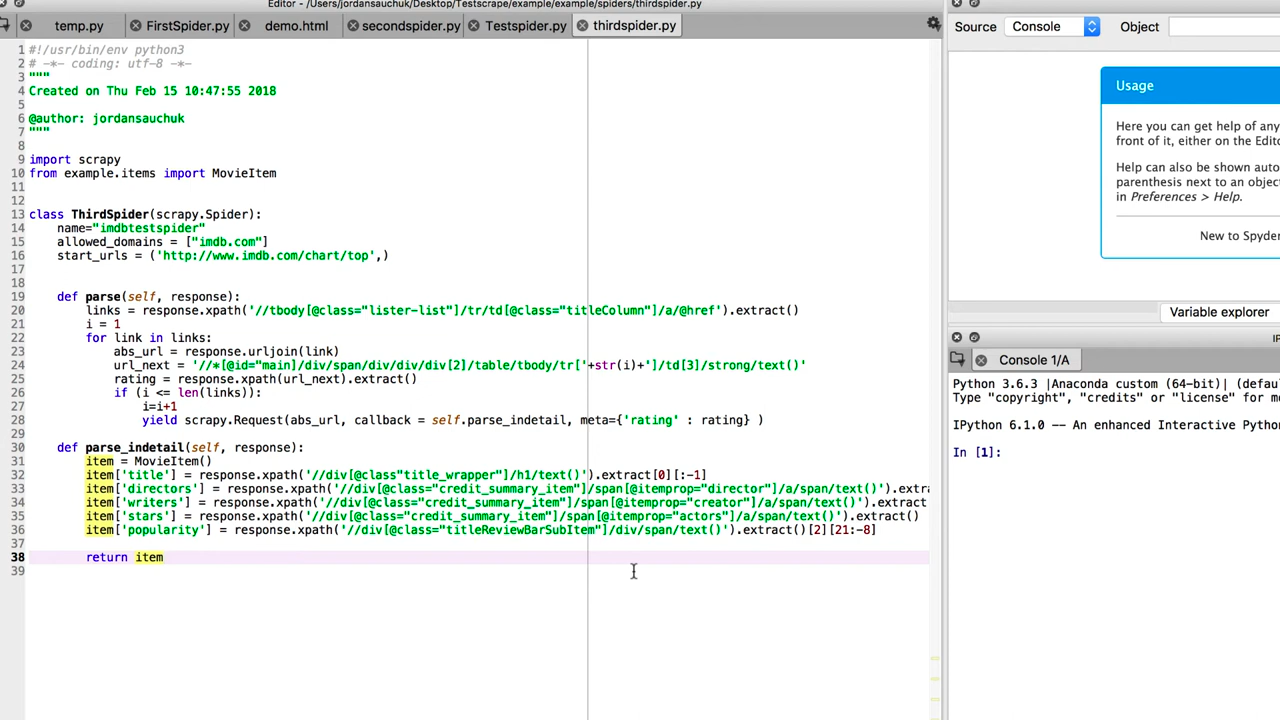 Editor - /Users/jordansauchuk/Desktop/Testscrape/example/example/spiders/thirdspider.py
temp.py FirstSpider.py demo.html secondspider.py Testspider.py thirdspider.py
1 #!/usr/bin/env python3
2 # -*- coding: utf-8 -*-
3 """
4 Created on Thu Feb 15 10:47:55 2018
5
6 @author: jordansauchuk
7 """
8
9 import scrapy
10 from example.items import MovieItem
11
12
13 class ThirdSpider(scrapy.Spider):
14 name="imdbtestspider"
15 allowed_domains = ["imdb.com"]
16 start_urls = ('http://www.imdb.com/chart/top',)
17
18
19 def parse(self, response):
20 links = response.xpath('//tbody[@class="lister-list"]/tr/td[@class="titleColumn"]/a/@href').extract()
21 i = 1
22 for link in links:
23 abs_url = response.urljoin(link)
24 url_next = '//*[@id="main]/div/span/div/div/div[2]/table/tbody/tr['+str(i)+']/td[3]/strong/text()'
25 rating = response.xpath(url_next).extract()
26 if (i <= len(links)):
27 i=i+1
28 yield scrapy.Request(abs_url, callback = self.parse_indetail, meta={'rating' : rating} )
29
30 def parse_indetail(self, response):
31 item = MovieItem()
32 item['title'] = response.xpath('//div[@class"title_wrapper"]/h1/text()').extract[0][:-1]
33 item['directors'] = response.xpath('//div[@class="credit_summary_item"]/span[@itemprop="director"]/a/span/text()').extra
34 item['writers'] = response.xpath('//div[@class="credit_summary_item"]/span[@itemprop="creator"]/a/span/text()').extrac
35 item['stars'] = response.xpath('//div[@class="credit_summary_item"]/span[@itemprop="actors"]/a/span/text()').extract()
36 item['popularity'] = response.xpath('//div[@class="titleReviewBarSubItem"]/div/span/text()').extract()[2][21:-8]
37
38 return item
39
Source Console Object
Usage
Here you can get help of any
front of it, either on the Edito
Help can also be shown auto
parenthesis next to an objec
in Preferences > Help.
New to Spyder
Variable explorer
IP
Console 1/A
Python 3.6.3 |Anaconda custom (64-bit)| (defau
Type "copyright", "credits" or "license" for mo
IPython 6.1.0 -- An enhanced Interactive Python
In [1]: